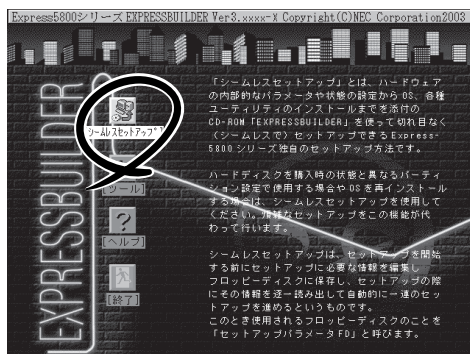 Express5800シリーズ EXPRESSBUILDER Ver3.xxxx-X Copyright(C)NEC Corporation2003
EXPRESSBUILDER
シームレスセットアップ
[ツール]
?
[ヘルプ]
[終了]
「シームレスセットアップ」とは、ハードウェア
の内部的なパラメータや状態の設定からOS、各種
ユーティリティのインストールまでを添付の
CD-ROM「EXPRESSBUILDER」を使って切れ目なく
(シームレスで)セットアップできるExpress-
5800シリーズ独自のセットアップ方法です。
ハードディスクを購入時の状態と異なるパーティ
ション設定で使用する場合やOSを再インストール
する場合は、シームレスセットアップを使用して
ください。煩雑なセットアップをこの機能が代
わって行います。
シームレスセットアップは、セットアップを開始
する前にセットアップに必要な情報を編集し
フロッピーディスクに保存し、セットアップの際
にその情報を逐一読み出して自動的に一連のセッ
トアップを進めるというものです。
このとき使用されるフロッピーディスクのことを
「セットアップパラメータFD」と呼びます。